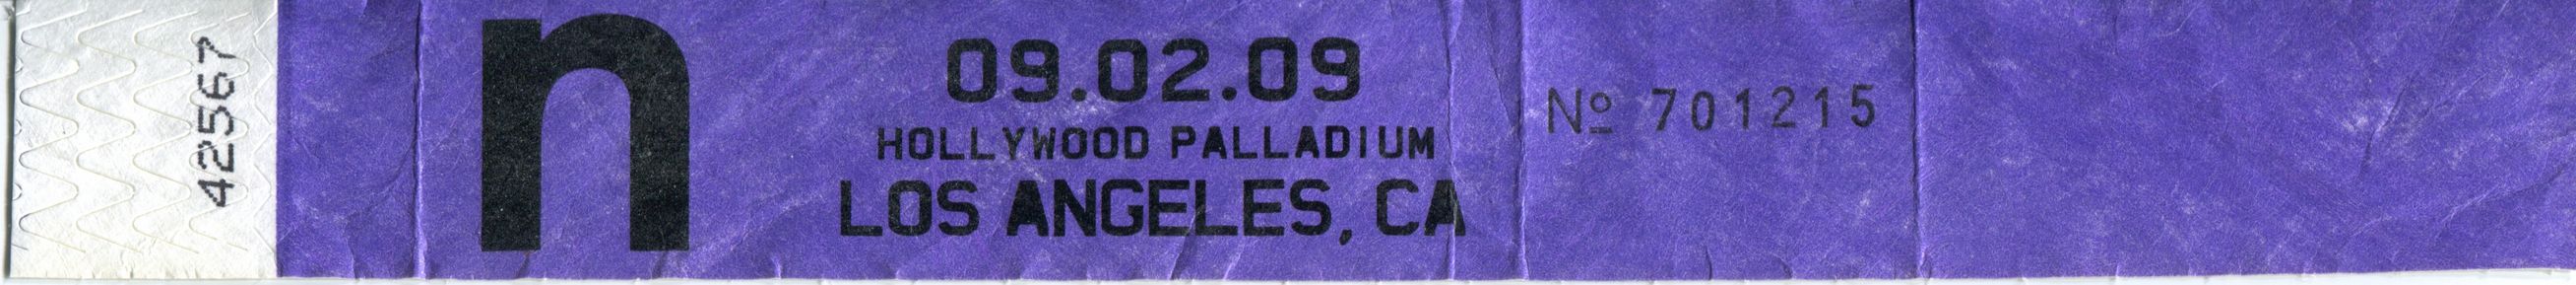 42567
n
09.02.09
HOLLYWOOD PALLADIUM
LOS ANGELES, CA
Nº 701215